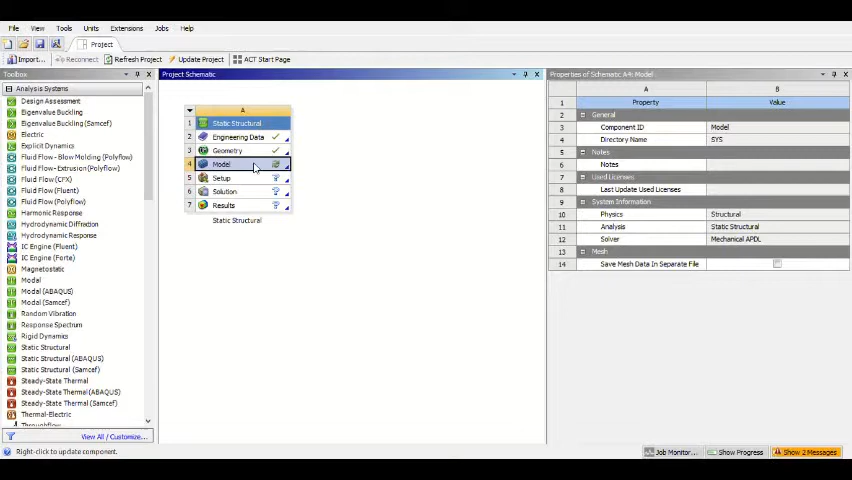 File View Tools Units Extensions Jobs Help
Project
Import... Reconnect Refresh Project Update Project ACT Start Page
Toolbox
Analysis Systems
Design Assessment
Eigenvalue Buckling
Eigenvalue Buckling (Samcef)
Electric
Explicit Dynamics
Fluid Flow - Blow Molding (Polyflow)
Fluid Flow - Extrusion (Polyflow)
Fluid Flow (CFX)
Fluid Flow (Fluent)
Fluid Flow (Polyflow)
Harmonic Response
Hydrodynamic Diffraction
Hydrodynamic Response
IC Engine (Fluent)
IC Engine (Forte)
Magnetostatic
Modal
Modal (ABAQUS)
Modal (Samcef)
Random Vibration
Response Spectrum
Rigid Dynamics
Static Structural
Static Structural (ABAQUS)
Static Structural (Samcef)
Steady-State Thermal
Steady-State Thermal (ABAQUS)
Steady-State Thermal (Samcef)
Thermal-Electric
View All / Customize...
Project Schematic
A
1 Static Structural
2 Engineering Data
3 Geometry
4 Model
5 Setup
6 Solution
7 Results
Static Structural
Properties of Schematic A4: Model
A B
1 Property Value
2 General
3 Component ID Model
4 Directory Name SYS
5 Notes
6 Notes
7 Used Licenses
8 Last Update Used Licenses
9 System Information
10 Physics Structural
11 Analysis Static Structural
12 Solver Mechanical APDL
13 Mesh
14 Save Mesh Data In Separate File
Right-click to update component.
Job Monitor... Show Progress Show 2 Messages